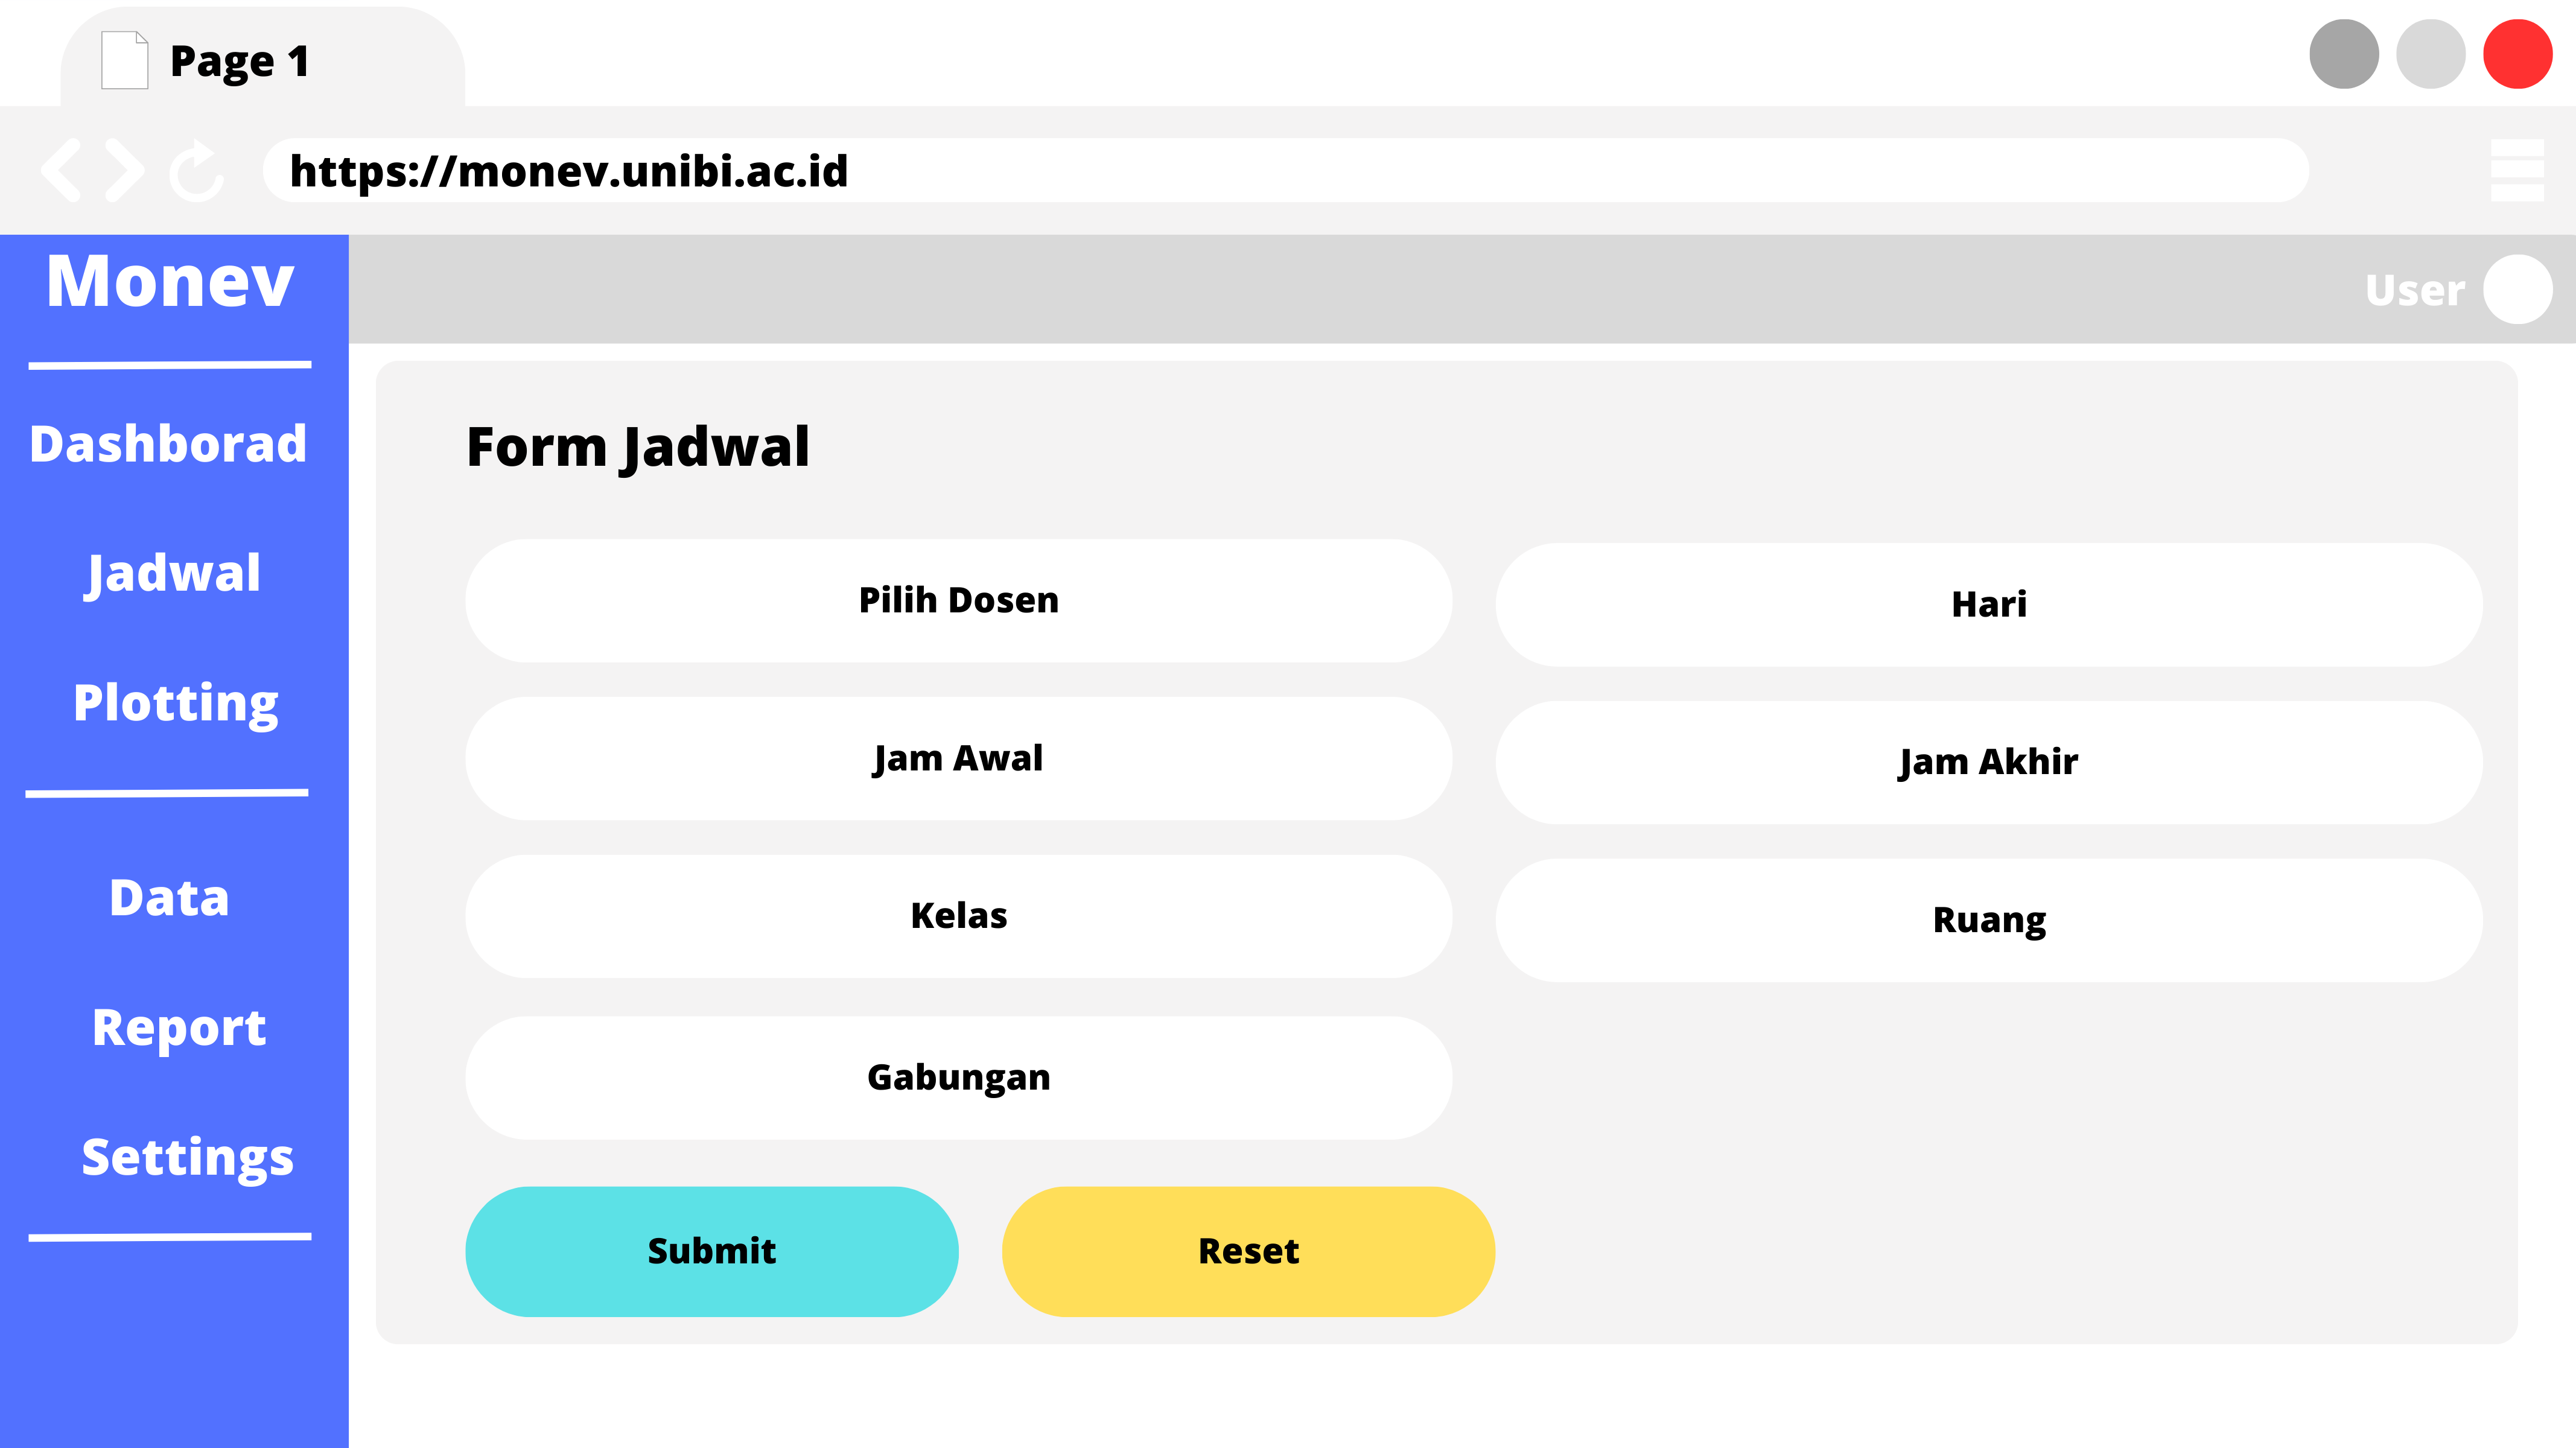 Page 1
https://monev.unibi.ac.id
Monev
User
Dashborad
Jadwal
Plotting
Data
Report
Settings
Form Jadwal
Pilih Dosen
Hari
Jam Awal
Jam Akhir
Kelas
Ruang
Gabungan
Submit
Reset